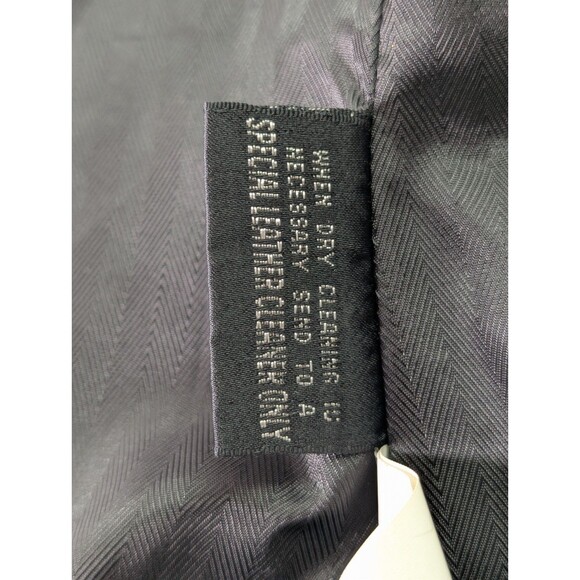 WHEN DRY CLEANING IS
NECESSARY SEND TO A
SPECIAL LEATHER CLEANER ONLY